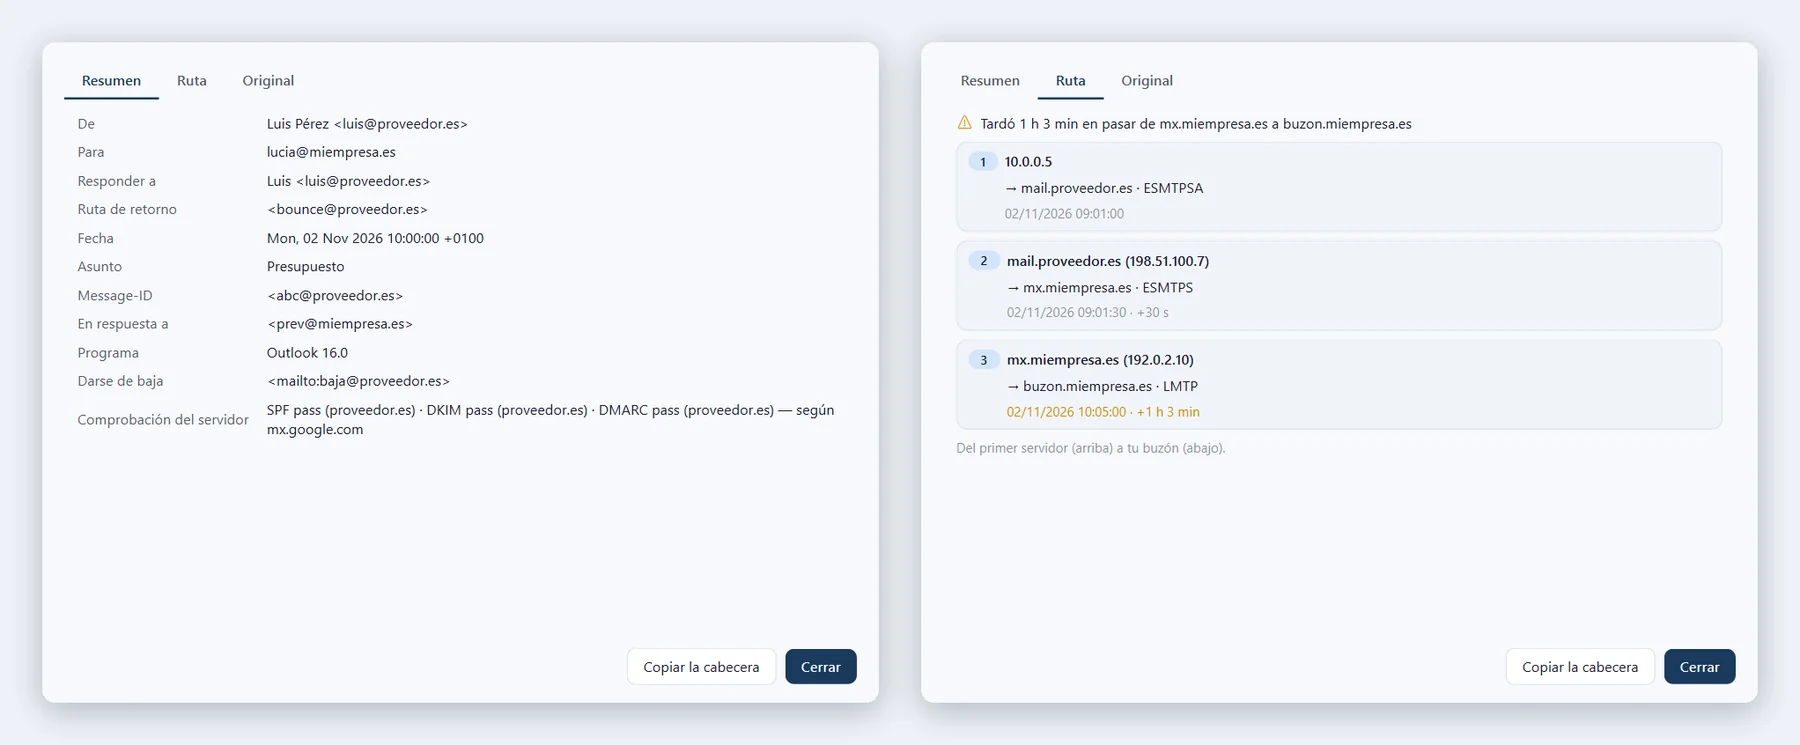 Resumen Ruta Original
De Luis Pérez <luis@proveedor.es>
Para lucia@miempresa.es
Responder a Luis <luis@proveedor.es>
Ruta de retorno <bounce@proveedor.es>
Fecha Mon, 02 Nov 2026 10:00:00 +0100
Asunto Presupuesto
Message-ID <abc@proveedor.es>
En respuesta a <prev@miempresa.es>
Programa Outlook 16.0
Darse de baja <mailto:baja@proveedor.es>
Comprobación del servidor SPF pass (proveedor.es) · DKIM pass (proveedor.es) · DMARC pass (proveedor.es) — según
mx.google.com
Copiar la cabecera Cerrar
Resumen Ruta Original
Tardó 1 h 3 min en pasar de mx.miempresa.es a buzon.miempresa.es
1 10.0.0.5
→ mail.proveedor.es · ESMTPSA
02/11/2026 09:01:00
2 mail.proveedor.es (198.51.100.7)
→ mx.miempresa.es · ESMTPS
02/11/2026 09:01:30 · +30 s
3 mx.miempresa.es (192.0.2.10)
→ buzon.miempresa.es · LMTP
02/11/2026 10:05:00 · +1 h 3 min
Del primer servidor (arriba) a tu buzón (abajo).
Copiar la cabecera Cerrar